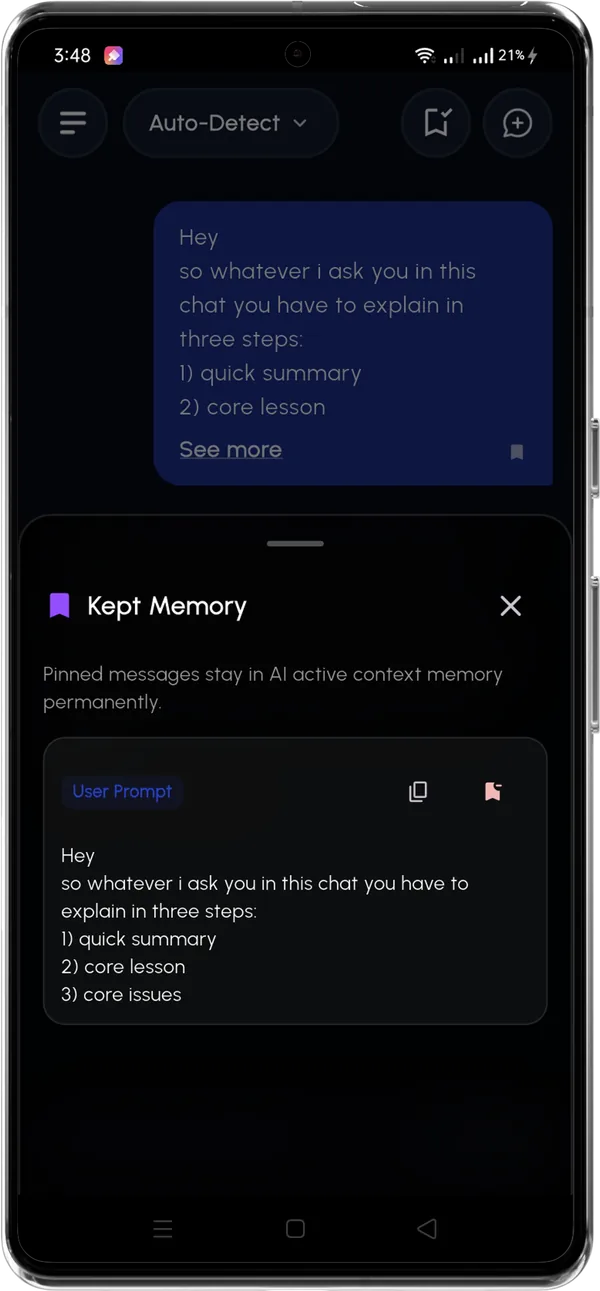 3:48
21%
Auto-Detect
Hey
so whatever i ask you in this
chat you have to explain in
three steps:
1) quick summary
2) core lesson
See more
Kept Memory
Pinned messages stay in AI active context memory
permanently.
User Prompt
Hey
so whatever i ask you in this chat you have to
explain in three steps:
1) quick summary
2) core lesson
3) core issues